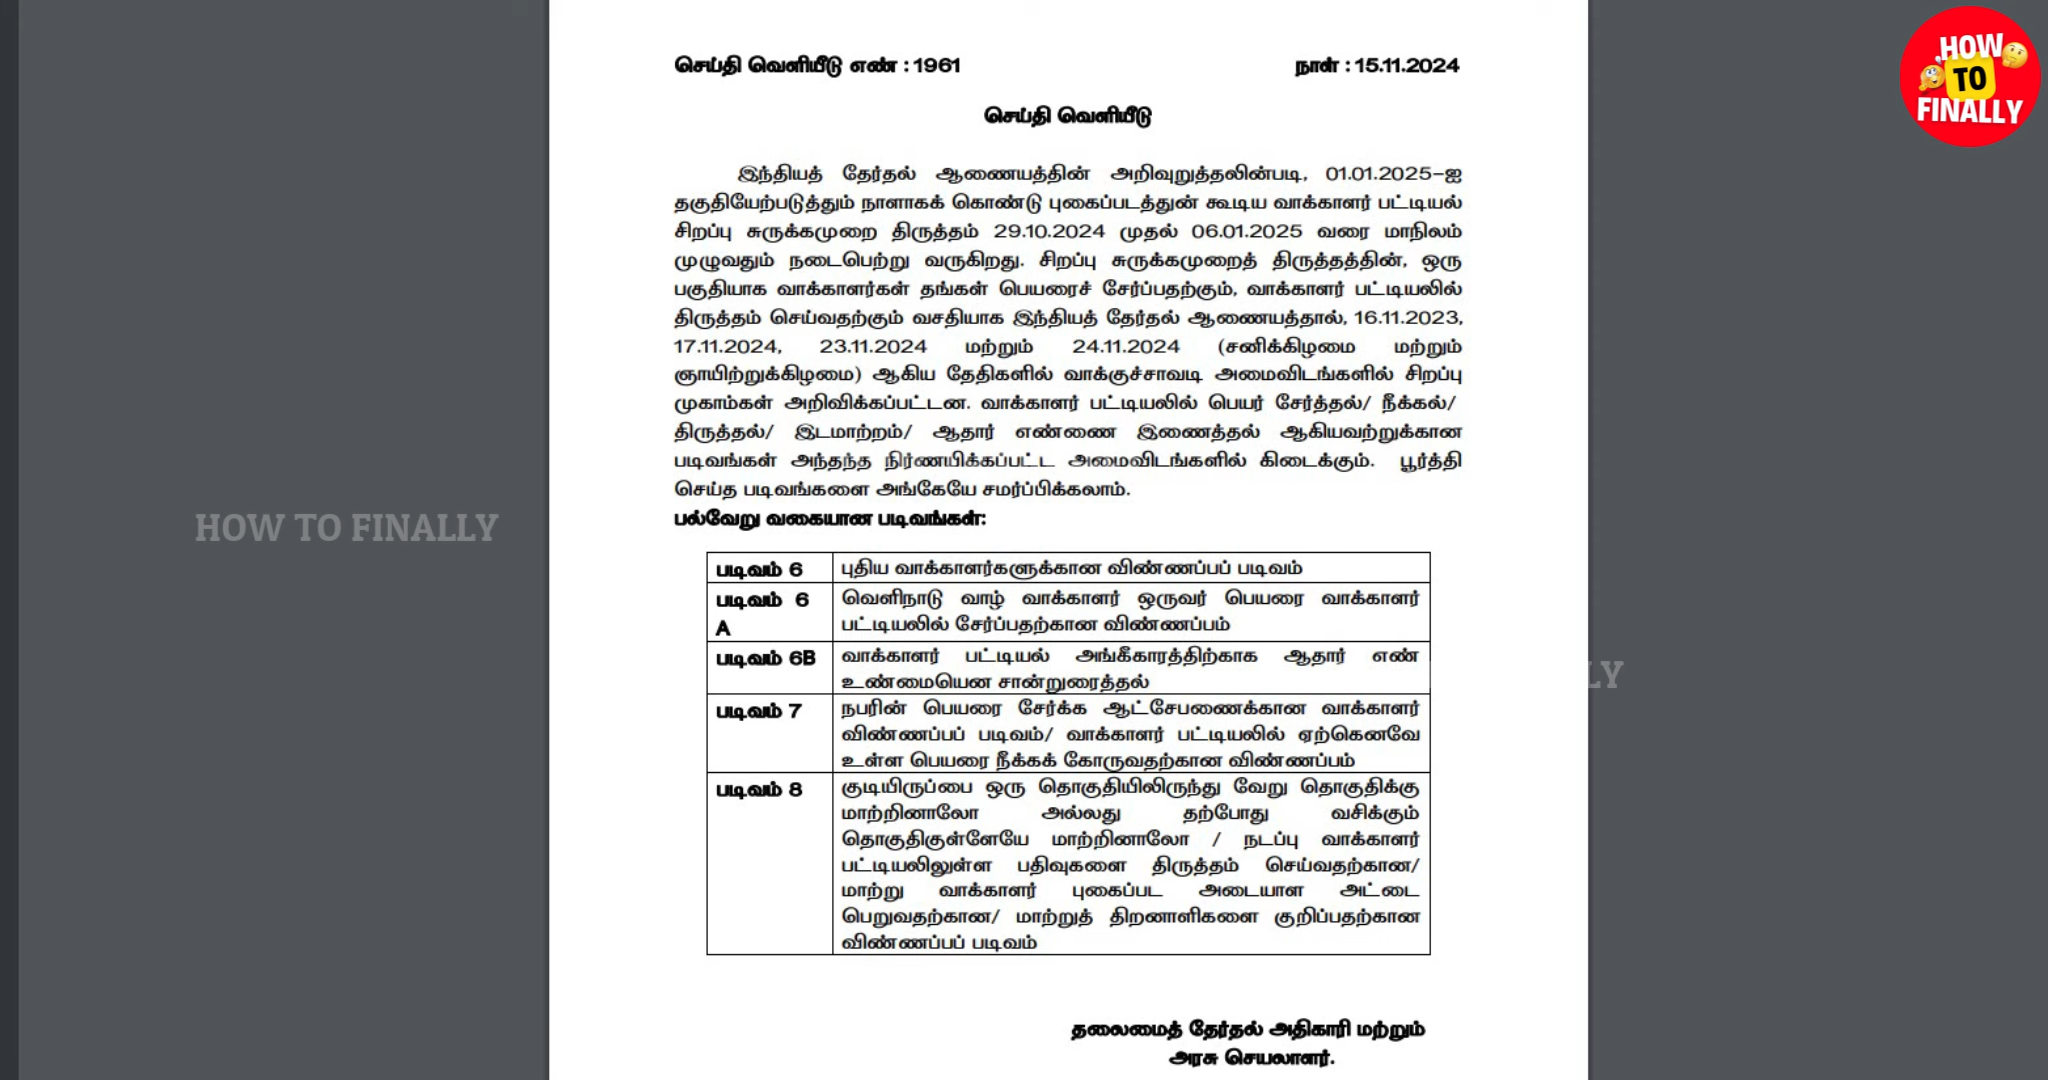 செய்தி வெளியீடு எண் : 1961 நாள் : 15.11.2024
HOW
TO
FINALLY
செய்தி வெளியீடு
இந்தியத் தேர்தல் ஆணையத்தின் அறிவுறுத்தலின்படி, 01.01.2025-ஐ
தகுதியேற்படுத்தும் நாளாகக் கொண்டு புகைப்படத்துன் கூடிய வாக்காளர் பட்டியல்
சிறப்பு சுருக்கமுறை திருத்தம் 29.10.2024 முதல் 06.01.2025 வரை மாநிலம்
முழுவதும் நடைபெற்று வருகிறது. சிறப்பு சுருக்கமுறைத் திருத்தத்தின், ஒரு
பகுதியாக வாக்காளர்கள் தங்கள் பெயரைச் சேர்ப்பதற்கும், வாக்காளர் பட்டியலில்
திருத்தம் செய்வதற்கும் வசதியாக இந்தியத் தேர்தல் ஆணையத்தால், 16.11.2023,
17.11.2024, 23.11.2024 மற்றும் 24.11.2024 (சனிக்கிழமை மற்றும்
ஞாயிற்றுக்கிழமை) ஆகிய தேதிகளில் வாக்குச்சாவடி அமைவிடங்களில் சிறப்பு
முகாம்கள் அறிவிக்கப்பட்டன. வாக்காளர் பட்டியலில் பெயர் சேர்த்தல்/ நீக்கல்/
திருத்தல்/ இடமாற்றம்/ ஆதார் எண்ணை இணைத்தல் ஆகியவற்றுக்கான
படிவங்கள் அந்தந்த நிர்ணயிக்கப்பட்ட அமைவிடங்களில் கிடைக்கும். பூர்த்தி
செய்த படிவங்களை அங்கேயே சமர்ப்பிக்கலாம்.
பல்வேறு வகையான படிவங்கள்:
HOW TO FINALLY
படிவம் 6 புதிய வாக்காளர்களுக்கான விண்ணப்பப் படிவம்
படிவம் 6 வெளிநாடு வாழ் வாக்காளர் ஒருவர் பெயரை வாக்காளர்
A பட்டியலில் சேர்ப்பதற்கான விண்ணப்பம்
படிவம் 6B வாக்காளர் பட்டியல் அங்கீகாரத்திற்காக ஆதார் எண்
உண்மையென சான்றுரைத்தல்
LY
படிவம் 7 நபரின் பெயரை சேர்க்க ஆட்சேபணைக்கான வாக்காளர்
விண்ணப்பப் படிவம்/ வாக்காளர் பட்டியலில் ஏற்கெனவே
உள்ள பெயரை நீக்கக் கோருவதற்கான விண்ணப்பம்
படிவம் 8 குடியிருப்பை ஒரு தொகுதியிலிருந்து வேறு தொகுதிக்கு
மாற்றினாலோ அல்லது தற்போது வசிக்கும்
தொகுதிகுள்ளேயே மாற்றினாலோ / நடப்பு வாக்காளர்
பட்டியலிலுள்ள பதிவுகளை திருத்தம் செய்வதற்கான/
மாற்று வாக்காளர் புகைப்பட அடையாள அட்டை
பெறுவதற்கான/ மாற்றுத் திறனாளிகளை குறிப்பதற்கான
விண்ணப்பப் படிவம்
தலைமைத் தேர்தல் அதிகாரி மற்றும்
அரசு செயலாளர்.